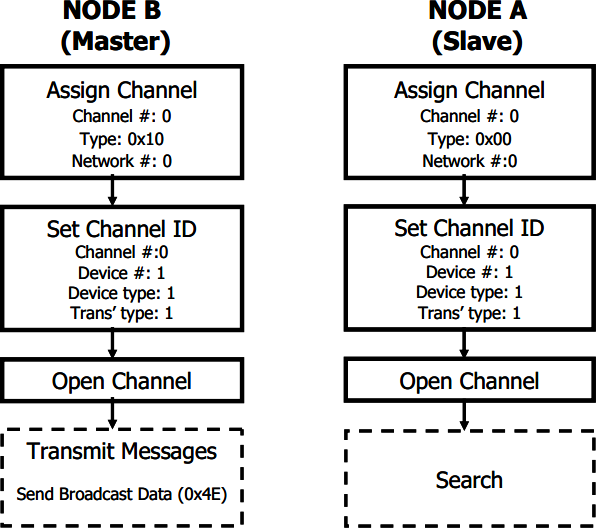 NODE B
(Master)
Assign Channel
Channel #: 0
Type: 0x10
Network #: 0
Set Channel ID
Channel #:0
Device #: 1
Device type: 1
Trans’ type: 1
Open Channel
Transmit Messages
Send Broadcast Data (0x4E)
NODE A
(Slave)
Assign Channel
Channel #: 0
Type: 0x00
Network #:0
Set Channel ID
Channel #: 0
Device #: 1
Device type: 1
Trans’ type: 1
Open Channel
Search